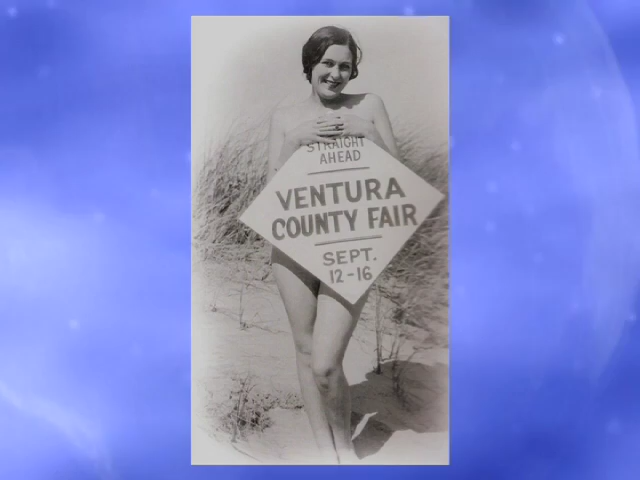 STRAIGHT
AHEAD
VENTURA
COUNTY FAIR
SEPT.
12-16